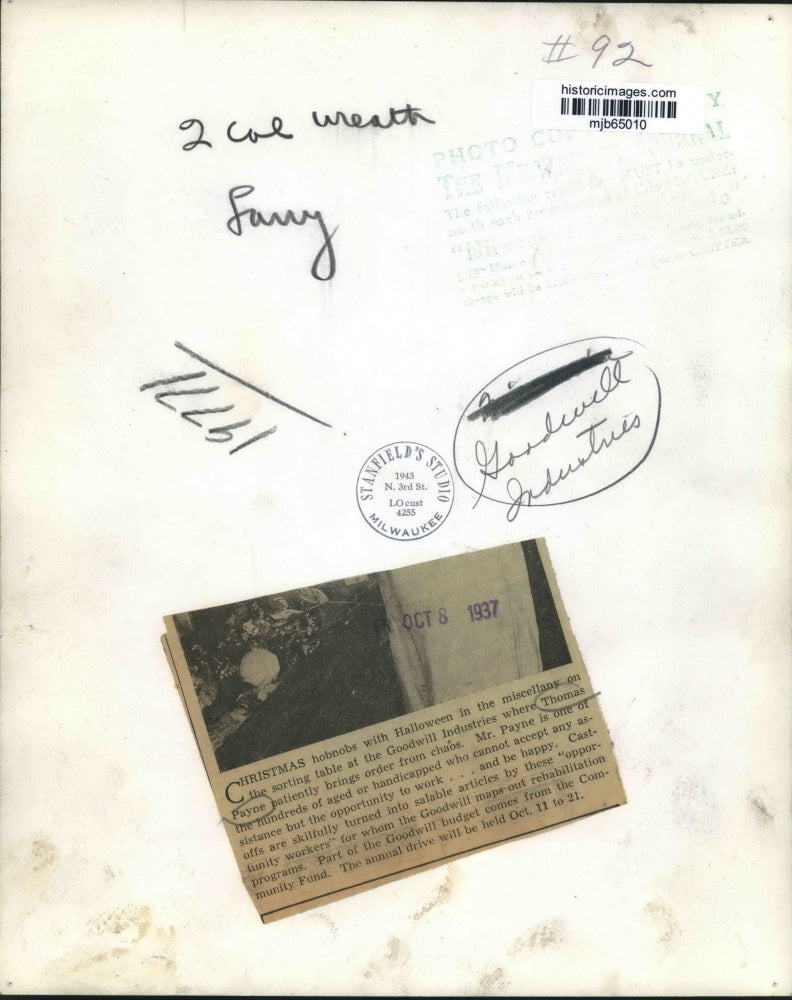 # 92
historicimages.com
mjb65010
2 col wreath
PHOTO
THE
The following
STANFIELD'S STUDIO
1943
N. 3rd St.
LOcust
4255
MILWAUKEE
Goodwill
Industries
OCT 8 1937
CHRISTMAS hobnobs with Halloween in the miscellany on
the sorting table at the Goodwill Industries where Thomas
Payne patiently brings order from chaos. Mr. Payne is one of
the hundreds of aged or handicapped who cannot accept any as-
sistance but the opportunity to work . . . and be happy. Cast-
offs are skilfully turned into salable articles by these "oppor-
tunity workers" for whom the Goodwill maps out rehabilitation
programs. Part of the Goodwill budget comes from the Com-
munity Fund. The annual drive will be held Oct. 11 to 21.